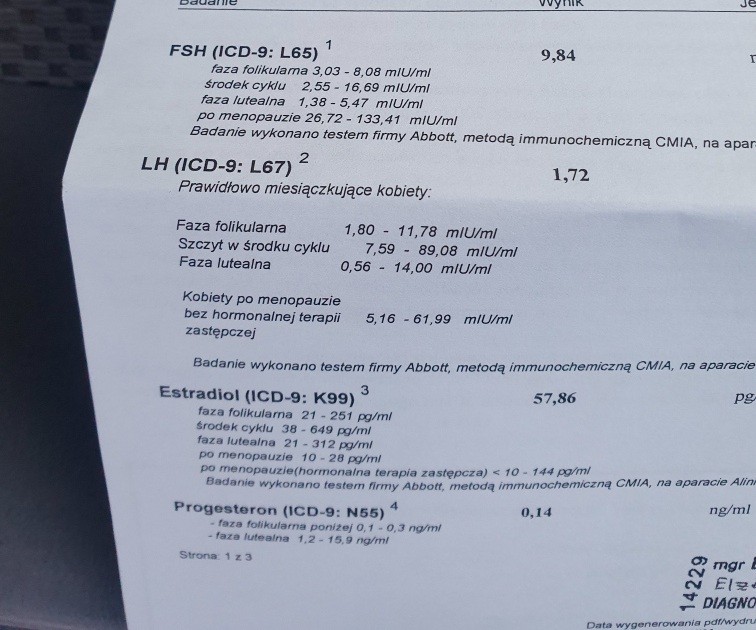 Badanie Wynik
FSH (ICD-9: L65) 1 9,84
faza folikularna 3,03 - 8,08 mIU/ml
środek cyklu 2,55 - 16,69 mIU/ml
faza lutealna 1,38 - 5,47 mIU/ml
po menopauzie 26,72 - 133,41 mIU/ml
Badanie wykonano testem firmy Abbott, metodą immunochemiczną CMIA, na apar
LH (ICD-9: L67) 2 1,72
Prawidłowo miesiączkujące kobiety:
Faza folikularna 1,80 - 11,78 mIU/ml
Szczyt w środku cyklu 7,59 - 89,08 mIU/ml
Faza lutealna 0,56 - 14,00 mIU/ml
Kobiety po menopauzie
bez hormonalnej terapii 5,16 - 61,99 mIU/ml
zastępczej
Badanie wykonano testem firmy Abbott, metodą immunochemiczną CMIA, na aparacie
Estradiol (ICD-9: K99) 3 57,86 pg
faza folikularna 21 - 251 pg/ml
środek cyklu 38 - 649 pg/ml
faza lutealna 21 - 312 pg/ml
po menopauzie 10 - 28 pg/ml
po menopauzie(hormonalna terapia zastępcza) < 10 - 144 pg/ml
Badanie wykonano testem firmy Abbott, metodą immunochemiczną CMIA, na aparacie Alin
Progesteron (ICD-9: N55) 4 0,14 ng/ml
- faza folikularna poniżej 0,1 - 0,3 ng/ml
- faza lutealna 1,2 - 15,9 ng/ml
Strona: 1 z 3
14229
mgr
DIAGNO
Data wygenerowania pdf/wydru